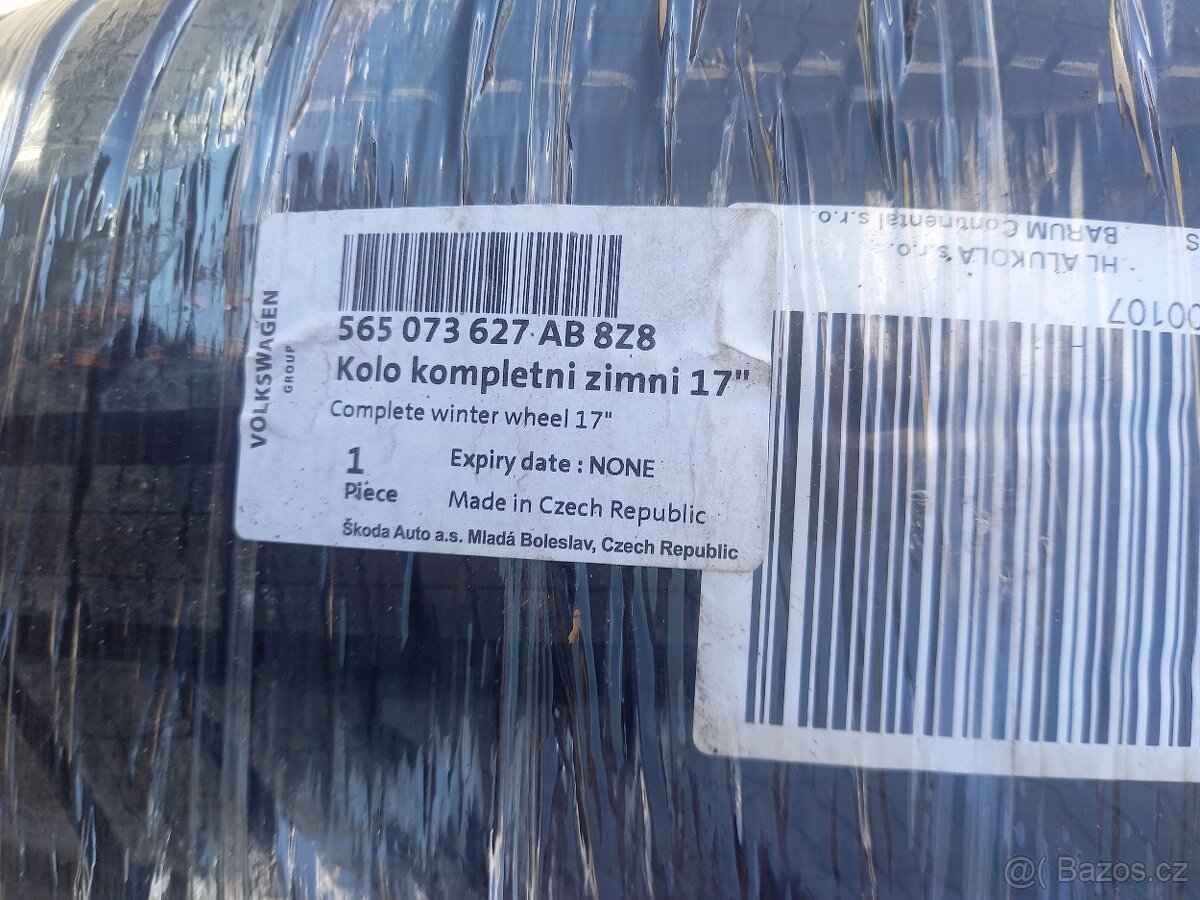 VOLKSWAGEN
GROUP
565 073 627 AB 8Z8
Kolo kompletni zimni 17"
Complete winter wheel 17"
1
Piece
Expiry date : NONE
Made in Czech Republic
Škoda Auto a.s. Mladá Boleslav, Czech Republic
HL ALUKOLA s.r.o.
BARUM Continental s.r.o.
00107
S
Bazos.cz